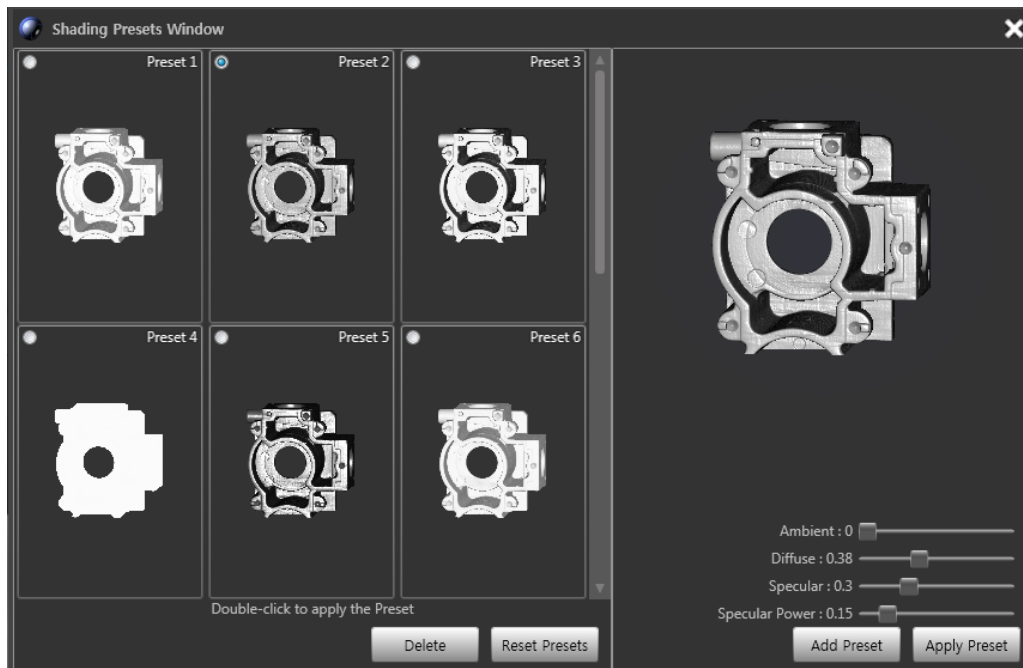 Shading Presets Window
Preset 1
Preset 2
Preset 3
Preset 4
Preset 5
Preset 6
Double-click to apply the Preset
Delete
Reset Presets
Ambient : 0
Diffuse : 0.38
Specular : 0.3
Specular Power : 0.15
Add Preset
Apply Preset